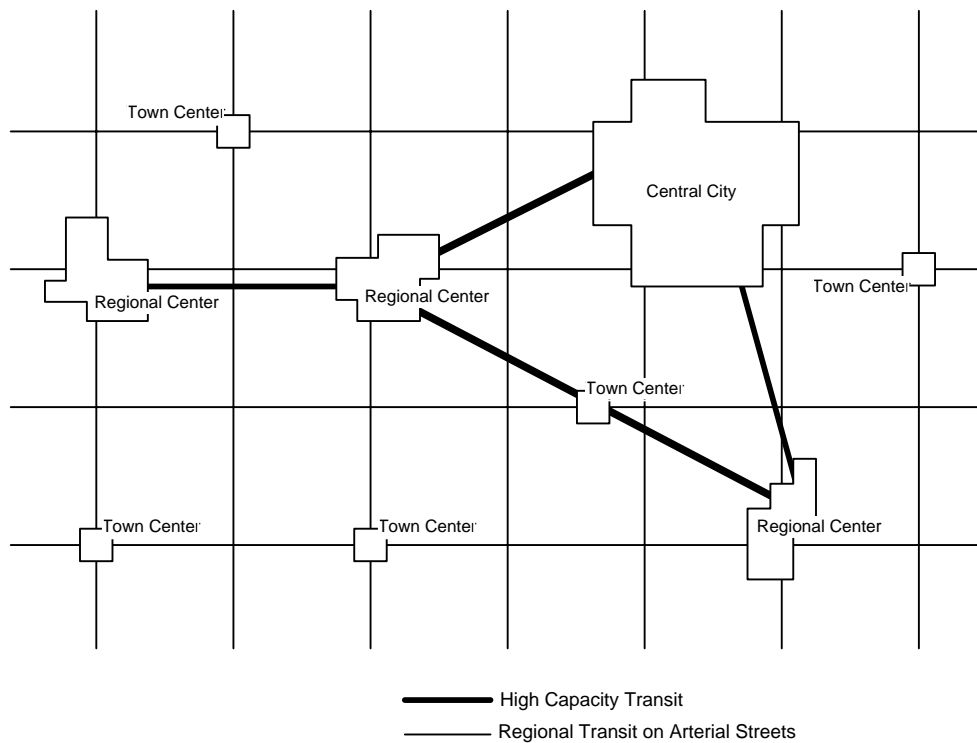 Town Center
Central City
Town Center
Regional Center
Regional Center
Town Center
Town Center
Town Center
Regional Center
High Capacity Transit
Regional Transit on Arterial Streets